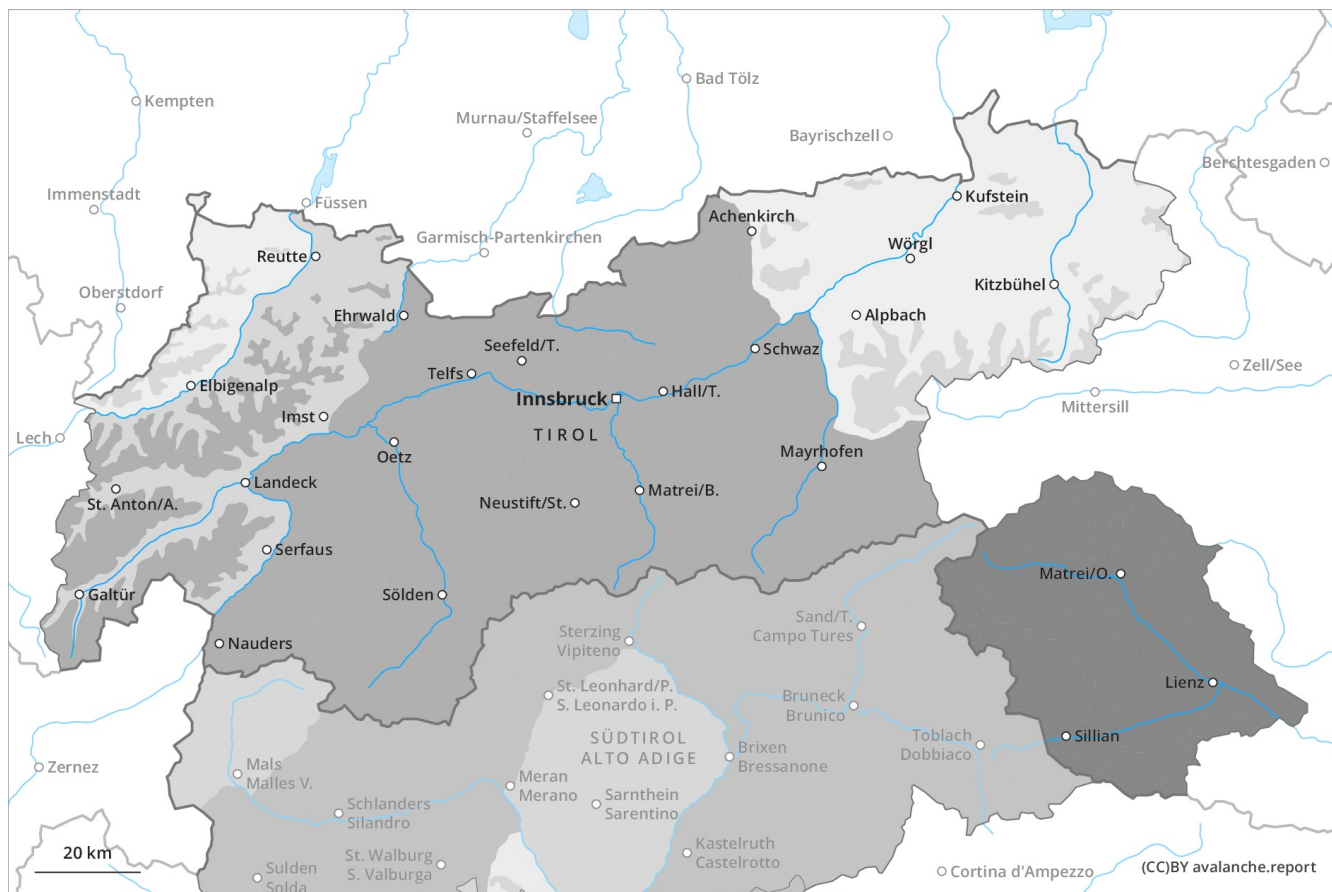 Bad Tölz
Kempten
Murnau/Staffelsee
Bayrischzell
Berchtesgaden
Immenstadt
Füssen
Kufstein
Achenkirch
Garmisch-Partenkirchen
Wörgl
Reutte
Kitzbühel
Oberstdorf
Ehrwald
Alpbach
Seefeld/T.
Schwaz
Zell/See
Telfs
Elbigenalp
Innsbruck
Hall/T.
Mittersill
Imst
Lech
TIROL
Oetz
Mayrhofen
Landeck
St. Anton/A.
Neustift/St.
Matrei/B.
Serfaus
Matrei/O.
Galtür
Sölden
Sand/T.
Campo Tures
Sterzing
Vipiteno
Nauders
Lienz
St. Leonhard/P.
S. Leonardo i. P.
Bruneck
Brunico
SÜDTIROL
ALTO ADIGE
Toblach
Dobbiaco
Sillian
Brixen
Bressanone
Zernez
Mals
Malles V.
Meran
Merano
Schlanders
Silandro
Sarnthein
Sarentino
20 km
St. Walburg
S. Valburga
Kastelruth
Castelrotto
Sulden
Solda
Cortina d'Ampezzo
(CC)BY avalanche.report